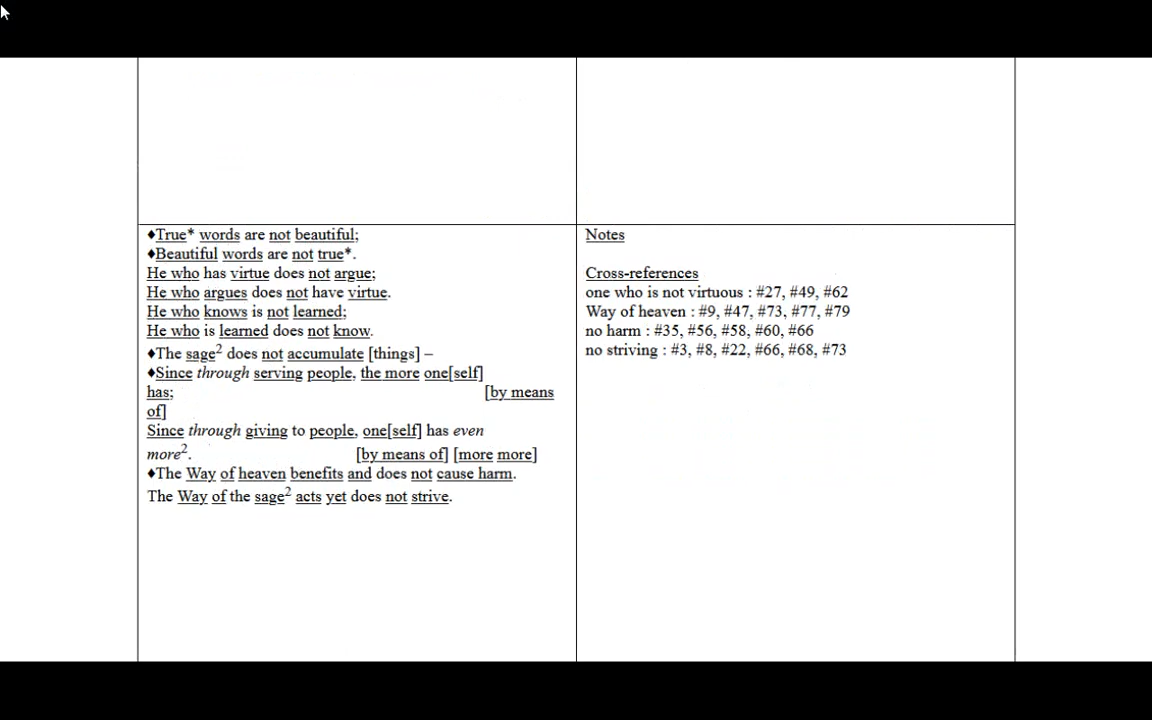 ♦True* words are not beautiful;
♦Beautiful words are not true*.
He who has virtue does not argue;
He who argues does not have virtue.
He who knows is not learned;
He who is learned does not know.
♦The sage² does not accumulate [things] –
♦Since through serving people, the more one[self]
has; [by means
of]
Since through giving to people, one[self] has even
more². [by means of] [more more]
♦The Way of heaven benefits and does not cause harm.
The Way of the sage² acts yet does not strive.
Notes
Cross-references
one who is not virtuous : #27, #49, #62
Way of heaven : #9, #47, #73, #77, #79
no harm : #35, #56, #58, #60, #66
no striving : #3, #8, #22, #66, #68, #73